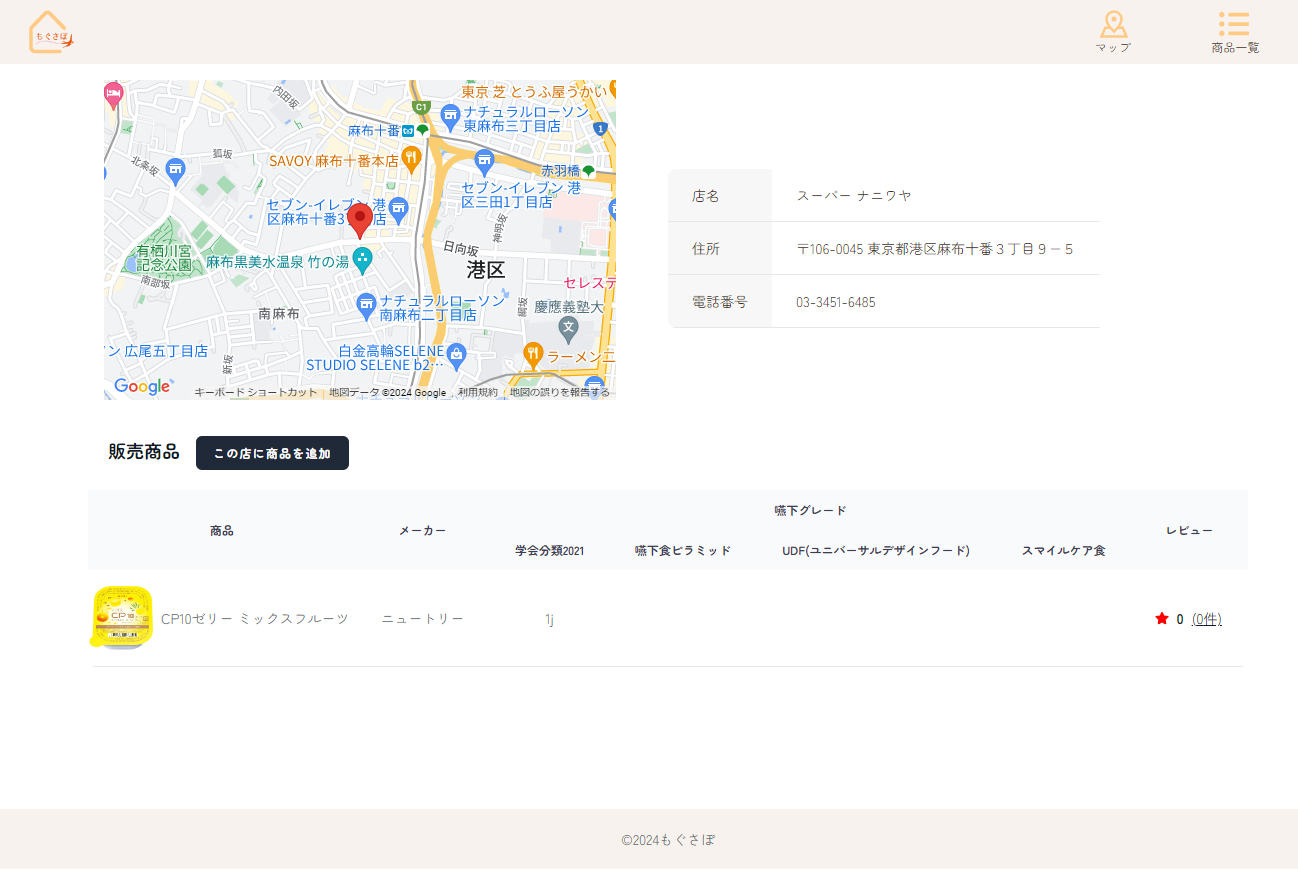 もぐさぽ
マップ
商品一覧
内田坂
東京 芝 とうふ屋うかい
C1
ナチュラルローソン
東麻布三丁目店
麻布十番
1
狐坂
北条坂
SAVOY 麻布十番本店
赤羽橋
セブン-イレブン 港
区三田1丁目店
セブン-イレブン 港
区麻布十番3
店
神明坂
日向坂
有栖川宮
記念公園
麻布黒美水温泉 竹の湯
港区
南部坂
セレステ
ナチュラルローソン
南麻布二丁目店
綱坂
慶應義塾大
南麻布
ン 広尾五丁目店
新坂
白金高輪SELENE
STUDIO SELENE b2…
ラーメン二
Google
キーボード ショートカット
地図データ ©2024 Google
利用規約
地図の誤りを報告する
店名
スーパー ナニワヤ
住所
〒106-0045 東京都港区麻布十番３丁目９－５
電話番号
03-3451-6485
販売商品
この店に商品を追加
商品
メーカー
嚥下グレード
レビュー
学会分類2021
嚥下食ピラミッド
UDF(ユニバーサルデザインフード)
スマイルケア食
CP10
CP10ゼリー ミックスフルーツ
ニュートリー
1j
0
(0件)
©2024もぐさぽ